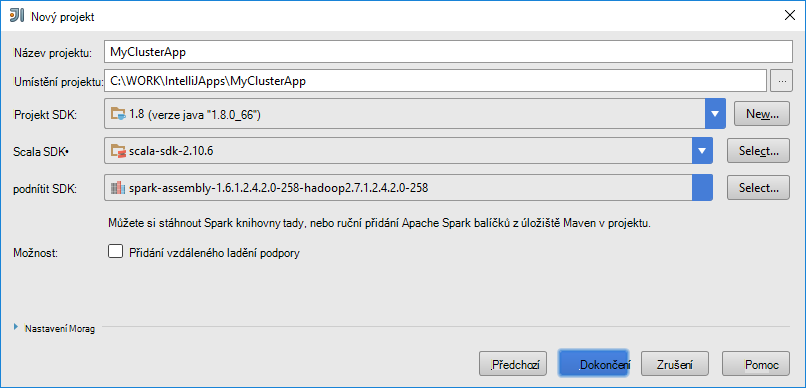 Nový projekt
Název projektu: MyClusterApp
Umístění projektu: C:\WORK\IntelliJApps\MyClusterApp ...
Projekt SDK: 1.8 (verze java "1.8.0_66") New...
Scala SDK• scala-sdk-2.10.6 Select...
podnítit SDK: spark-assembly-1.6.1.2.4.2.0-258-hadoop2.7.1.2.4.2.0-258 Select...
Můžete si stáhnout Spark knihovny tady, nebo ruční přidání Apache Spark balíčků z úložiště Maven v projektu.
Možnost: Přidání vzdáleného ladění podpory
Nastavení Morag
Předchozí Dokončení Zrušení Pomoc